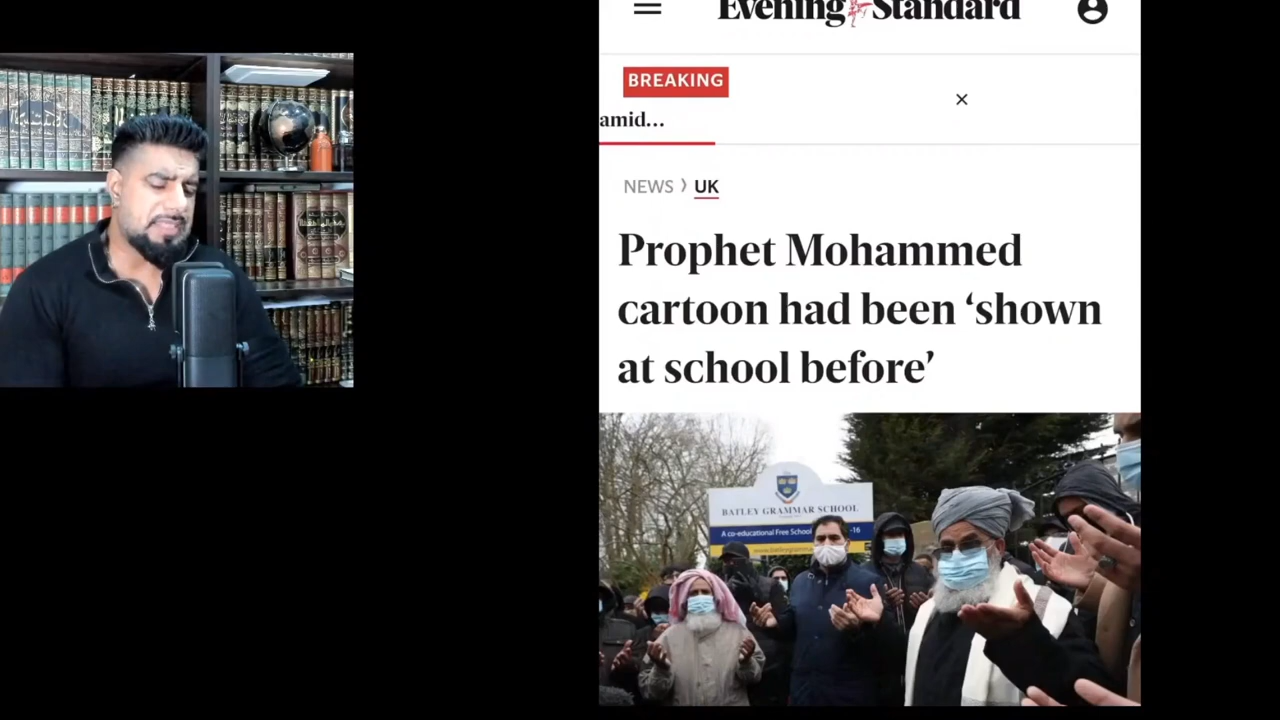 Evening Standard
BREAKING
amid...
NEWS > UK
Prophet Mohammed
cartoon had been ‘shown
at school before’
BATLEY GRAMMAR SCHOOL
A co-educational Free School
-16